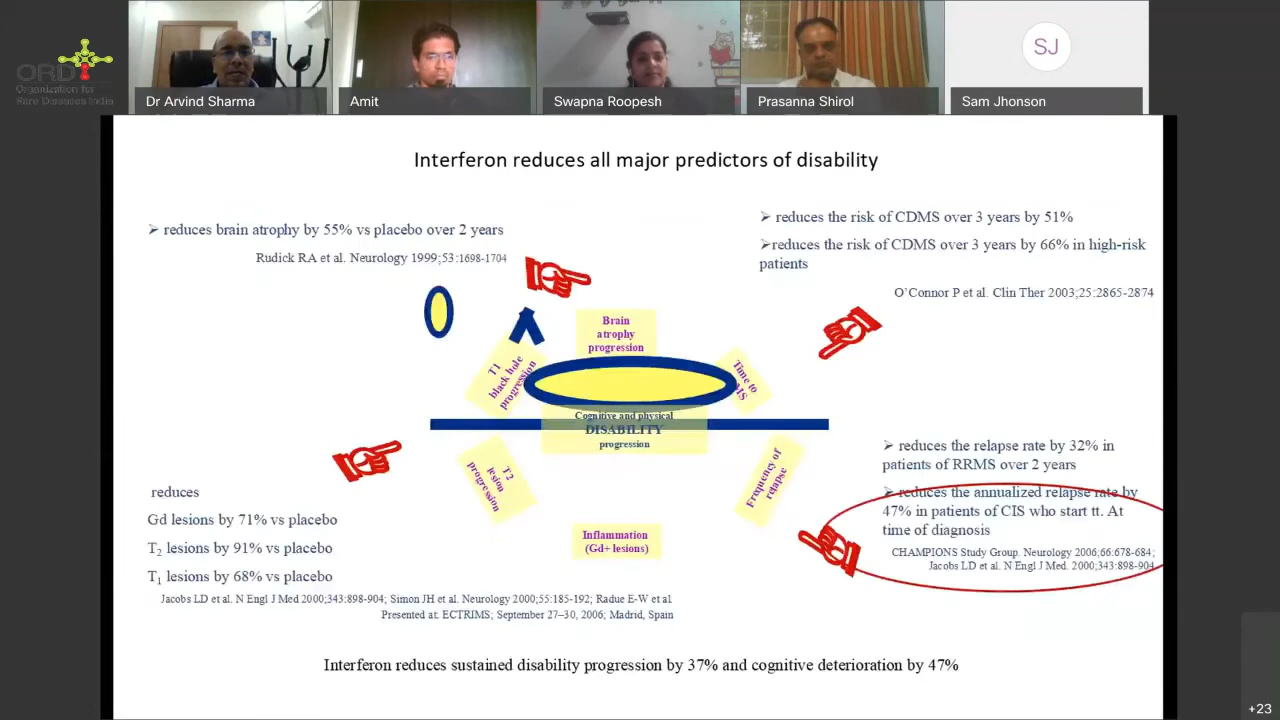 ORDI
Organization for
Rare Diseases India
Dr Arvind Sharma
Amit
Swapna Roopesh
Prasanna Shirol
SJ
Sam Jhonson
Interferon reduces all major predictors of disability
➢ reduces brain atrophy by 55% vs placebo over 2 years
Rudick RA et al. Neurology 1999;53:1698-1704
➢ reduces the risk of CDMS over 3 years by 51%
➢reduces the risk of CDMS over 3 years by 66% in high-risk
patients
O'Connor P et al. Clin Ther 2003;25:2865-2874
Brain
atrophy
progression
T1
black hole
progression
Time to
Cognitive and physical
DISABILITY
progression
T2
lesion
progression
Frequency of
relapse
Inflammation
(Gd+ lesions)
➢ reduces the relapse rate by 32% in
patients of RRMS over 2 years
➢ reduces the annualized relapse rate by
47% in patients of CIS who start tt. At
time of diagnosis
CHAMPIONS Study Group. Neurology 2006;66:678-684;
Jacobs LD et al. N Engl J Med 2000;343:898-904
reduces
Gd lesions by 71% vs placebo
T2 lesions by 91% vs placebo
T1 lesions by 68% vs placebo
Jacobs LD et al. N Engl J Med 2000;343:898-904; Simon JH et al. Neurology 2000;55:185-192; Radue E-W et al.
Presented at: ECTRIMS; September 27–30, 2006; Madrid, Spain
Interferon reduces sustained disability progression by 37% and cognitive deterioration by 47%
+23